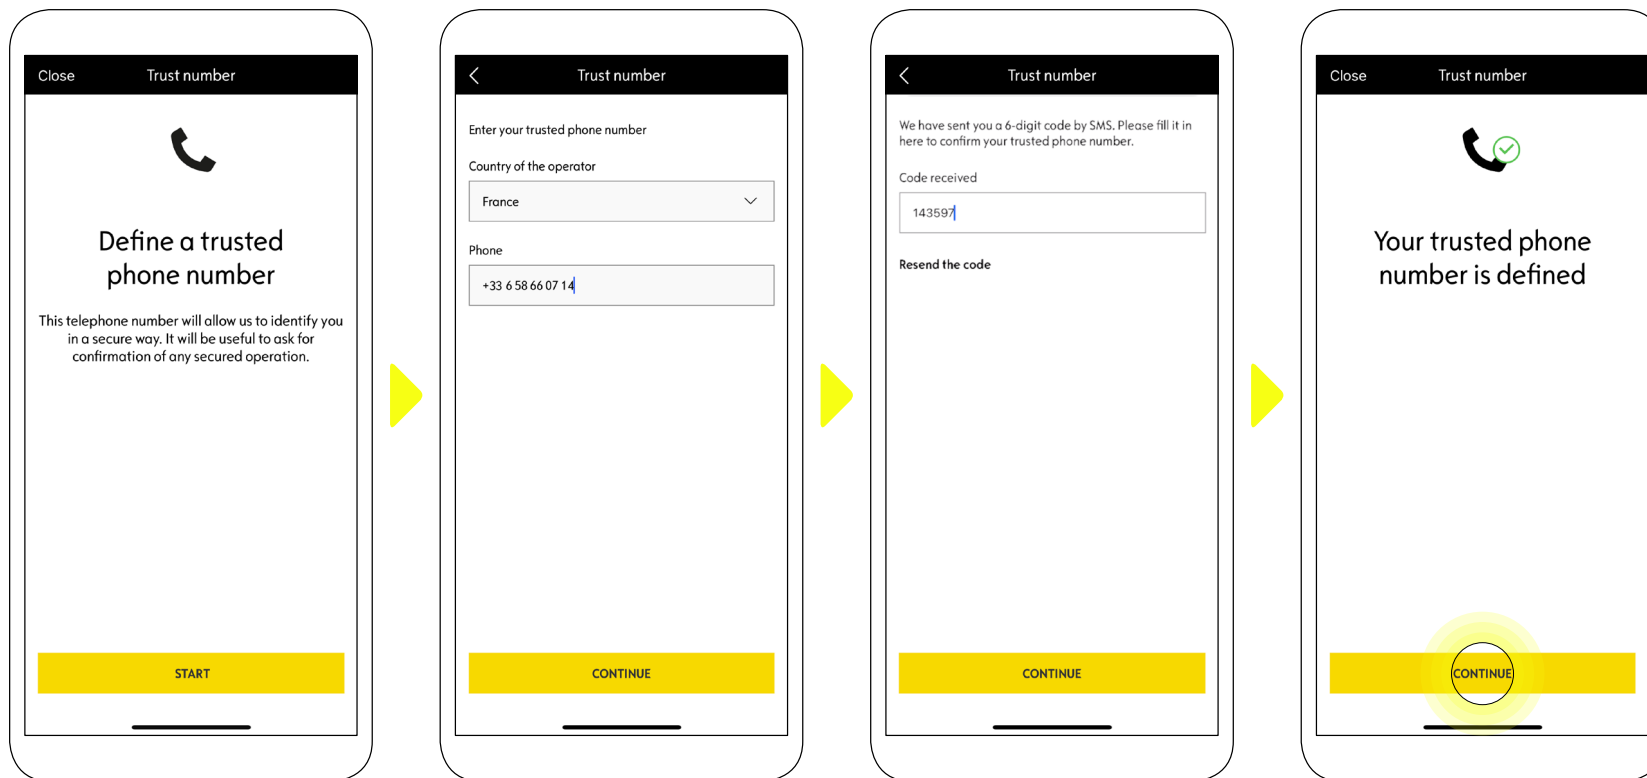 Close
Trust number
Define a trusted
phone number
This telephone number will allow us to identify you
in a secure way. It will be useful to ask for
confirmation of any secured operation.
START
Trust number
Enter your trusted phone number
Country of the operator
France
Phone
+33 6 58 66 07 14
CONTINUE
Trust number
We have sent you a 6-digit code by SMS. Please fill it in
here to confirm your trusted phone number.
Code received
143597
Resend the code
CONTINUE
Close
Trust number
Your trusted phone
number is defined
CONTINUE